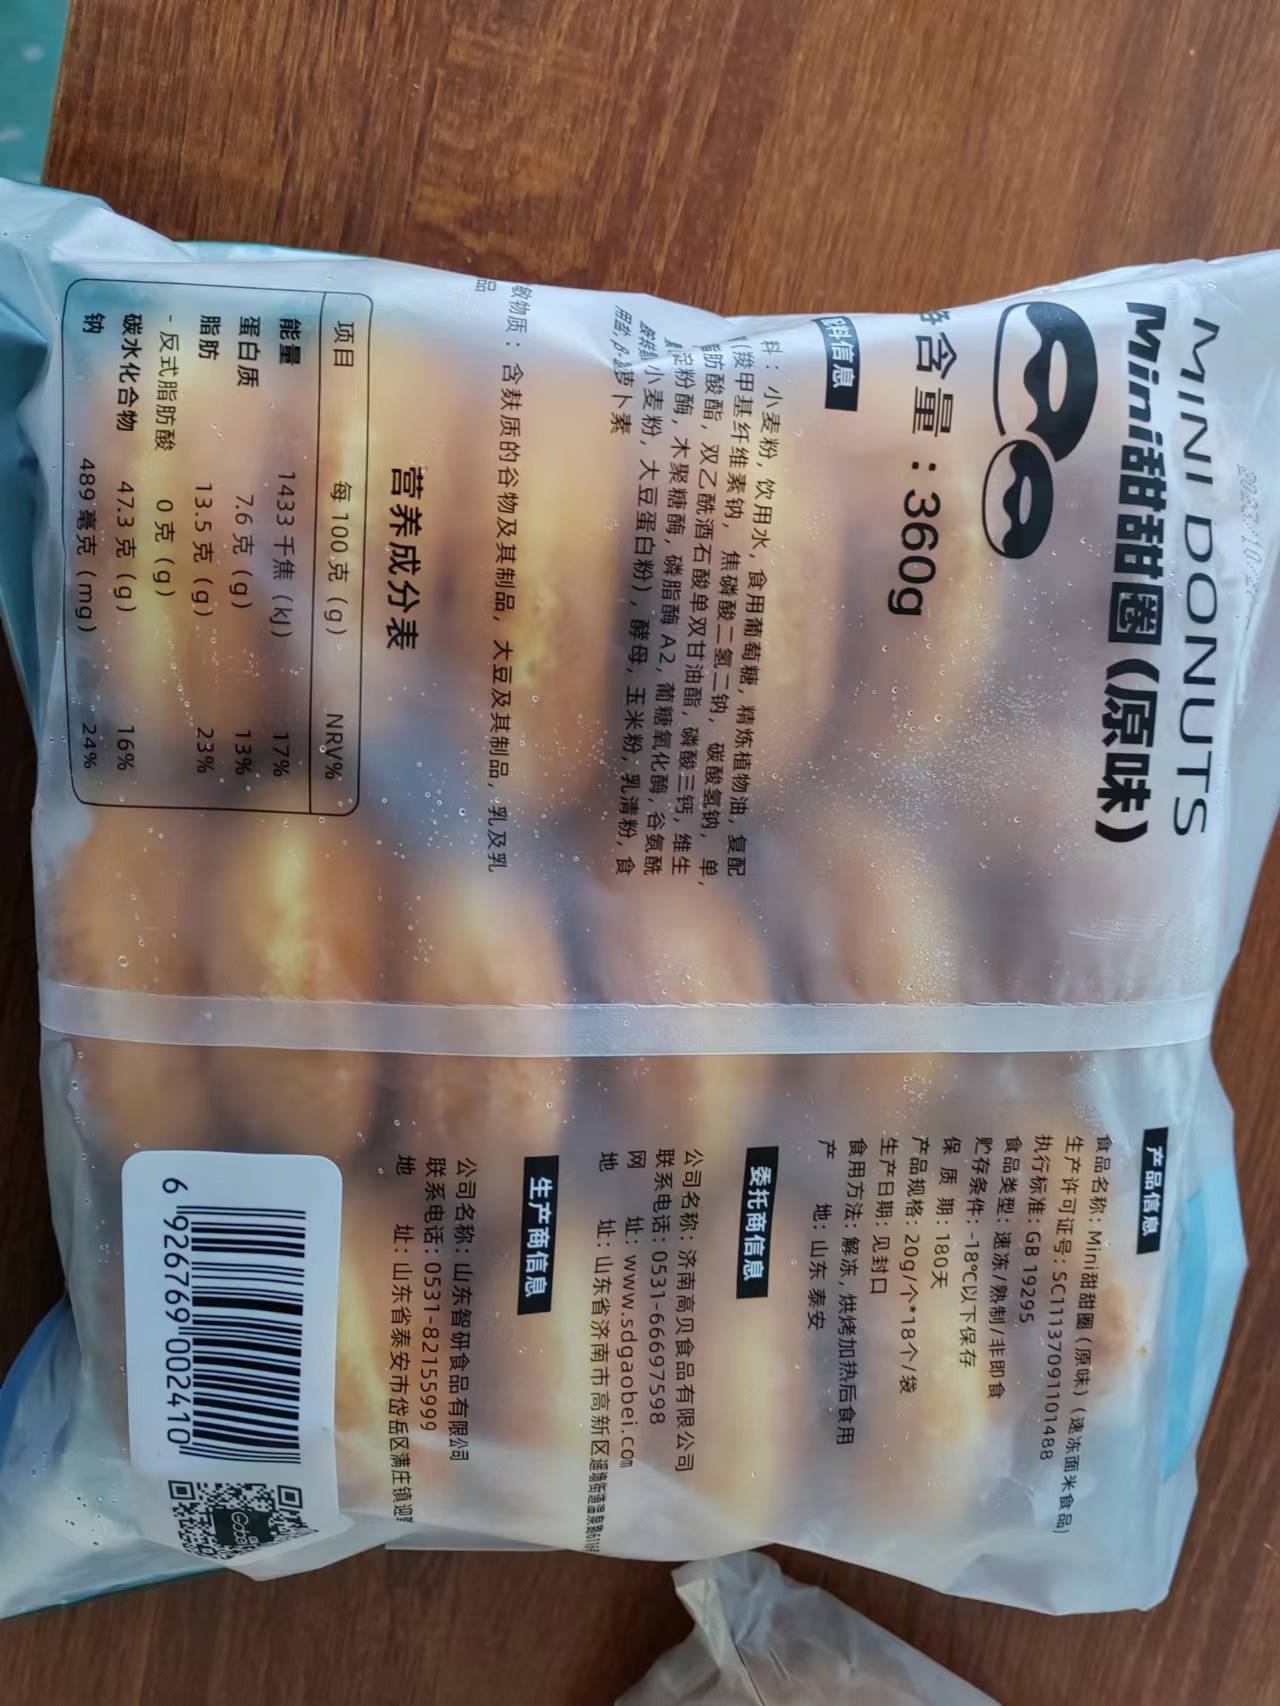 MINI DONUTS
Mini甜甜圈(原味)
含量：360g
料信息
料：小麦粉，饮用水，食用葡萄糖，精炼植物油，复配
(羧甲基纤维素钠，焦磷酸二氢二钠，碳酸氢钠，单，
肪酸酯，双乙酰酒石酸单双甘油酯，磷酸三钙，维生
淀粉酶，木聚糖酶，磷脂酶 A2，葡糖氧化酶，谷氨酰
小麦粉，大豆蛋白粉），酵母，玉米粉，乳清粉，食
萝卜素
敏物质：含麸质的谷物及其制品，大豆及其制品，乳及乳
品
营养成分表
项目 每100克（g） NRV%
能量 1433 千焦（kJ） 17%
蛋白质 7.6 克（g） 13%
脂肪 13.5 克（g） 23%
- 反式脂肪酸 0 克（g）
碳水化合物 47.3 克（g） 16%
钠 489 毫克（mg） 24%
产品信息
食品名称：Mini甜甜圈（原味）（速冻面米食品）
生产许可证号：SC11137091101488
执行标准：GB 19295
食品类型：速冻/熟制/非即食
贮存条件：-18℃以下保存
保 质 期：180天
产品规格：20g/个*18个/袋
生产日期：见封口
食用方法：解冻，烘烤加热后食用
产 地：山东 泰安
委托商信息
公司名称：济南高贝食品有限公司
联系电话：0531-66697598
网 址：www.sdgaobei.com
地 址：山东省济南市高新区
生产商信息
公司名称：山东智研食品有限公司
联系电话：0531-82155999
地 址：山东省泰安市岱岳区满庄镇迎
6 926769 002410